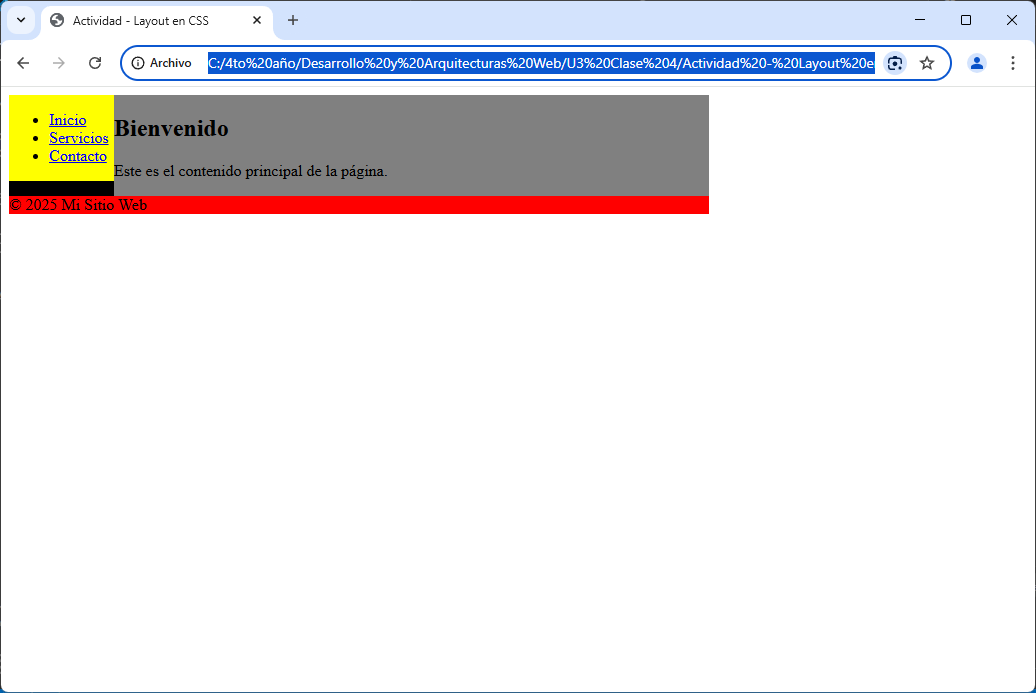 Actividad - Layout en CSS
Archivo C:/4to%20año/Desarrollo%20y%20Arquitecturas%20Web/U3%20Clase%204/Actividad%20-%20Layout%20e
Inicio
Servicios
Contacto
Bienvenido
Este es el contenido principal de la página.
© 2025 Mi Sitio Web